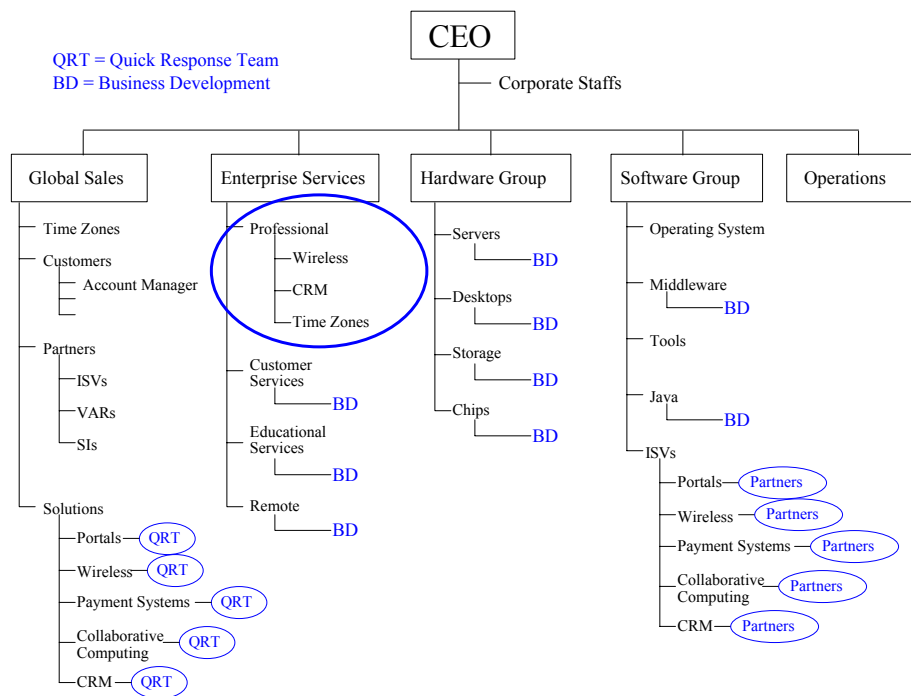 CEO
QRT = Quick Response Team
BD = Business Development
Corporate Staffs
Global Sales
Time Zones
Customers
Account Manager
Partners
ISVs
VARs
SIs
Solutions
Portals QRT
Wireless QRT
Payment Systems QRT
Collaborative
Computing QRT
CRM QRT
Enterprise Services
Professional
Wireless
CRM
Time Zones
Customer
Services
BD
Educational
Services
BD
Remote
BD
Hardware Group
Servers
BD
Desktops
BD
Storage
BD
Chips
BD
Software Group
Operating System
Middleware
BD
Tools
Java
BD
ISVs
Portals Partners
Wireless Partners
Payment Systems Partners
Collaborative
Computing Partners
CRM Partners
Operations